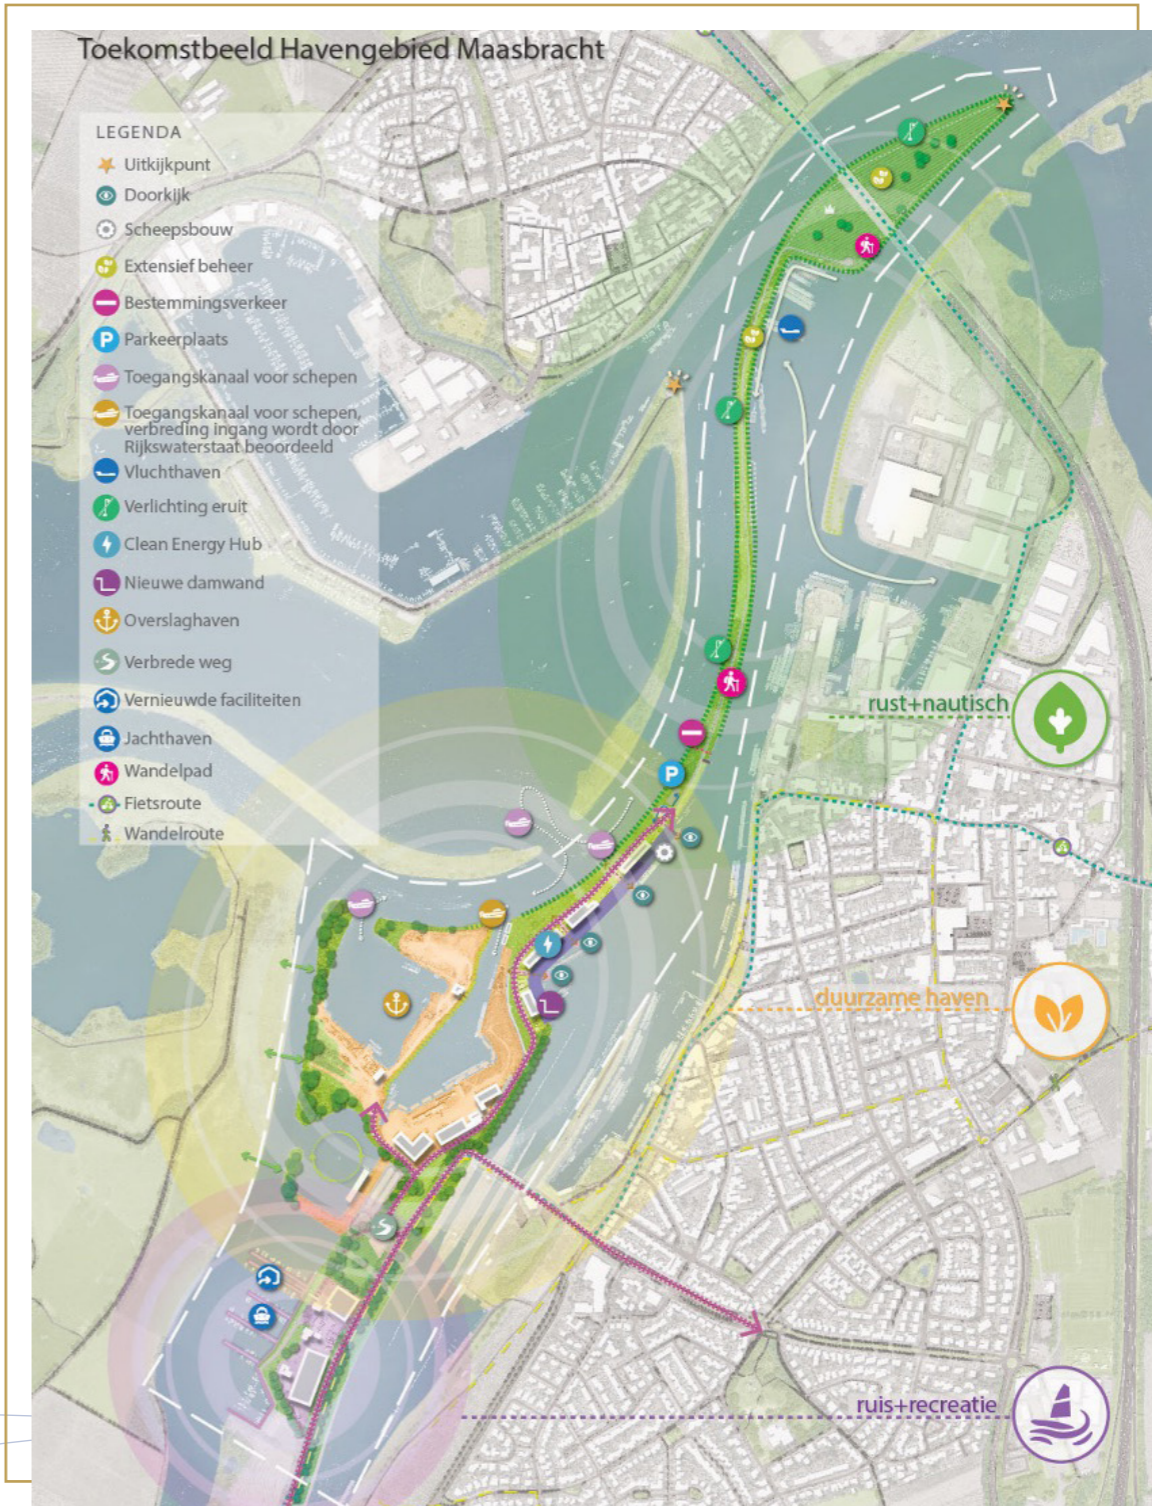 Toekomstbeeld Havengebied Maasbracht
LEGENDA
Uitkijkpunt
Doorkijk
Scheepsbouw
Extensief beheer
Bestemmingsverkeer
P
Parkeerplaats
Toegangskanaal voor schepen
Toegangskanaal voor schepen,
verbreding ingang wordt door
Rijkswaterstaat beoordeeld
Vluchthaven
Verlichting eruit
Clean Energy Hub
Nieuwe damwand
Overslaghaven
Verbrede weg
Vernieuwde faciliteiten
Jachthaven
Wandelpad
Fietsroute
Wandelroute
rust+nautisch
P
duurzame haven
ruis+recreatie